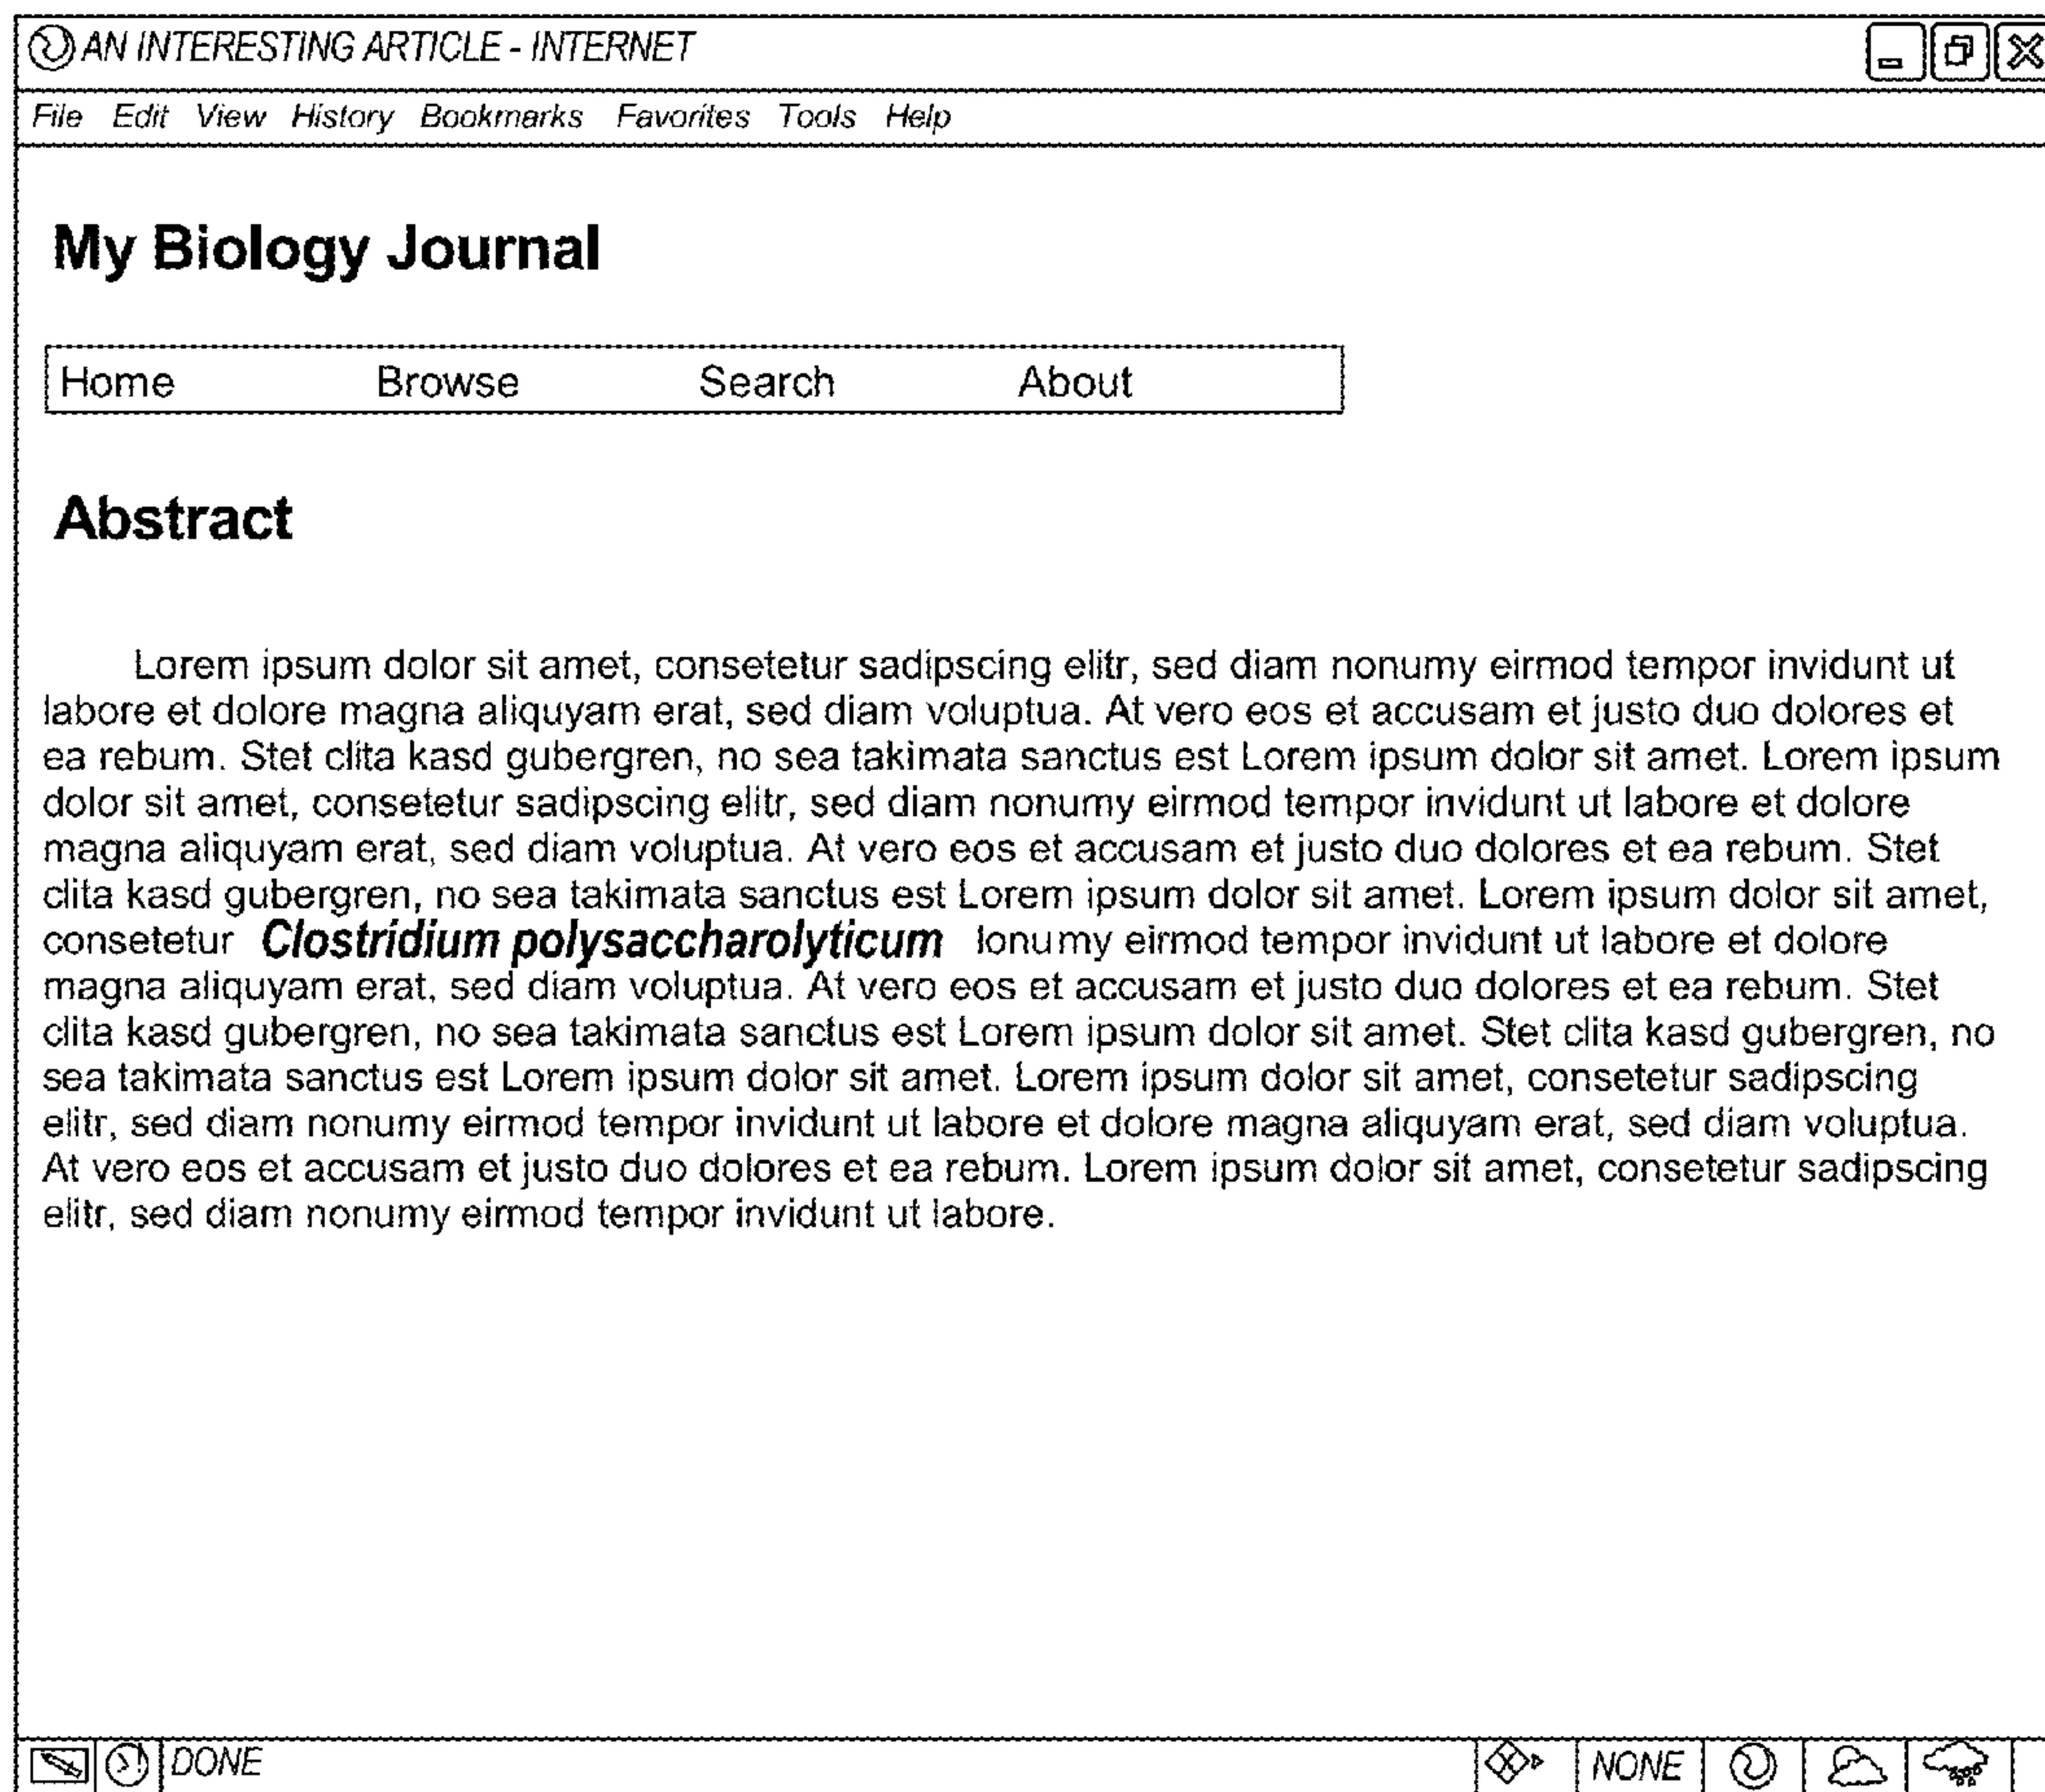 AN INTERESTING ARTICLE - INTERNET
File Edit View History Bookmarks Favorites Tools Help
My Biology Journal
Home Browse Search About
Abstract
Lorem ipsum dolor sit amet, consetetur sadipscing elitr, sed diam nonumy eirmod tempor invidunt ut
labore et dolore magna aliquyam erat, sed diam voluptua. At vero eos et accusam et justo duo dolores et
ea rebum. Stet clita kasd gubergren, no sea takimata sanctus est Lorem ipsum dolor sit amet. Lorem ipsum
dolor sit amet, consetetur sadipscing elitr, sed diam nonumy eirmod tempor invidunt ut labore et dolore
magna aliquyam erat, sed diam voluptua. At vero eos et accusam et justo duo dolores et ea rebum. Stet
clita kasd gubergren, no sea takimata sanctus est Lorem ipsum dolor sit amet. Lorem ipsum dolor sit amet,
consetetur Clostridium polysaccharolyticum lonumy eirmod tempor invidunt ut labore et dolore
magna aliquyam erat, sed diam voluptua. At vero eos et accusam et justo duo dolores et ea rebum. Stet
clita kasd gubergren, no sea takimata sanctus est Lorem ipsum dolor sit amet. Stet clita kasd gubergren, no
sea takimata sanctus est Lorem ipsum dolor sit amet. Lorem ipsum dolor sit amet, consetetur sadipscing
elitr, sed diam nonumy eirmod tempor invidunt ut labore et dolore magna aliquyam erat, sed diam voluptua.
At vero eos et accusam et justo duo dolores et ea rebum. Lorem ipsum dolor sit amet, consetetur sadipscing
elitr, sed diam nonumy eirmod tempor invidunt ut labore.
DONE NONE